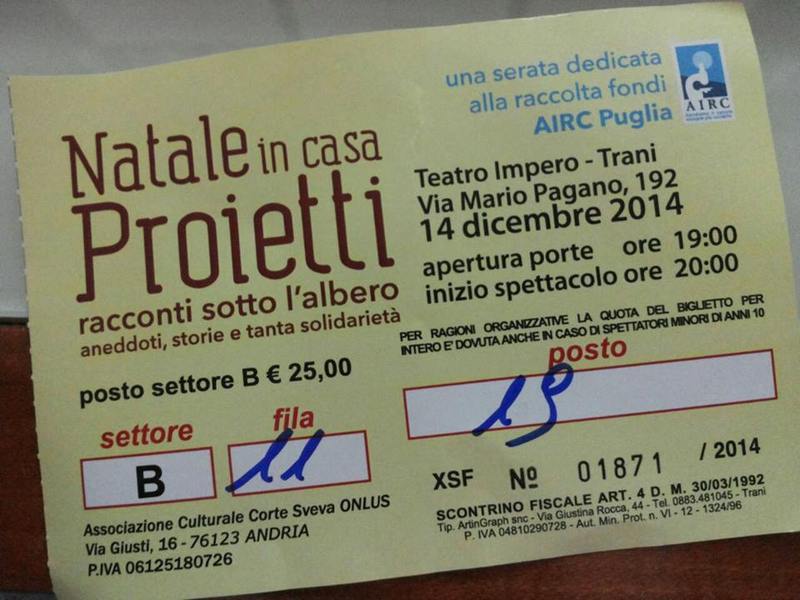 una serata dedicata
alla raccolta fondi
AIRC Puglia
AIRC
Natale in casa
Proietti
racconti sotto l'albero
aneddoti, storie e tanta solidarietà
Teatro Impero - Trani
Via Mario Pagano, 192
14 dicembre 2014
apertura porte ore 19:00
inizio spettacolo ore 20:00
PER RAGIONI ORGANIZZATIVE LA QUOTA DEL BIGLIETTO PER
INTERO E' DOVUTA ANCHE IN CASO DI SPETTATORI MINORI DI ANNI 10
posto settore B € 25,00
settore
B
fila
11
posto
19
XSF Nº 01871 / 2014
SCONTRINO FISCALE ART. 4 D. M. 30/03/1992
Tip. ArtinGraph snc - Via Giustina Rocca, 44 - Tel. 0883.481045 - Trani
P. IVA 04810290728 - Aut. Min. Prot. n. VI - 12 - 1324/96
Associazione Culturale Corte Sveva ONLUS
Via Giusti, 16 - 76123 ANDRIA
P.IVA 06125180726